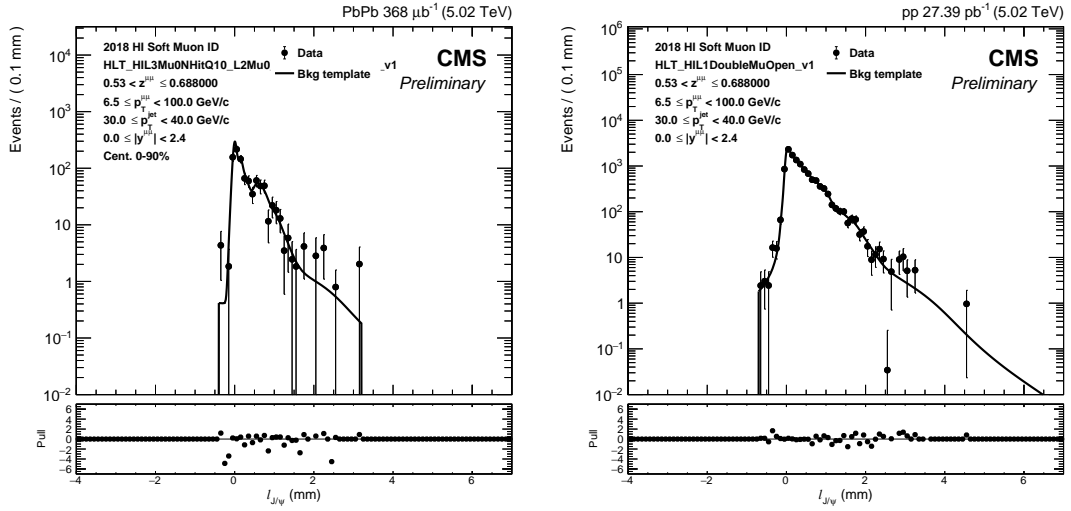 PbPb 368 μb⁻¹ (5.02 TeV)
Events / ( 0.1 mm )
10⁴
10³
10²
10
1
10⁻¹
10⁻²
2018 HI Soft Muon ID
HLT_HIL3Mu0NHitQ10_L2Mu0 _v1
0.53 < z^μμ ≤ 0.688000
6.5 ≤ p_T^μμ < 100.0 GeV/c
30.0 ≤ p_T^jet < 40.0 GeV/c
0.0 ≤ |y^μμ| < 2.4
Cent. 0-90%
Data
Bkg template
CMS
Preliminary
Pull
6
4
2
0
−2
−4
−6
−4 −2 0 2 4 6
l_J/ψ (mm)
pp 27.39 pb⁻¹ (5.02 TeV)
Events / ( 0.1 mm )
10⁶
10⁵
10⁴
10³
10²
10
1
10⁻¹
10⁻²
2018 HI Soft Muon ID
HLT_HIL1DoubleMuOpen_v1
0.53 < z^μμ ≤ 0.688000
6.5 ≤ p_T^μμ < 100.0 GeV/c
30.0 ≤ p_T^jet < 40.0 GeV/c
0.0 ≤ |y^μμ| < 2.4
Data
Bkg template
CMS
Preliminary
Pull
6
4
2
0
−2
−4
−6
−4 −2 0 2 4 6
l_J/ψ (mm)